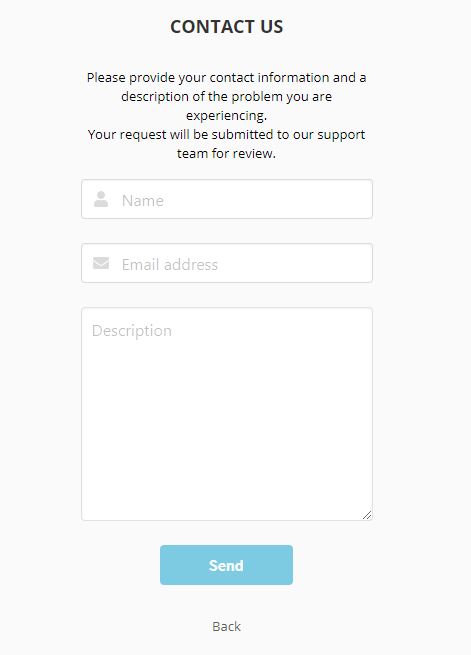 CONTACT US
Please provide your contact information and a
description of the problem you are
experiencing.
Your request will be submitted to our support
team for review.
Name
Email address
Description
Send
Back